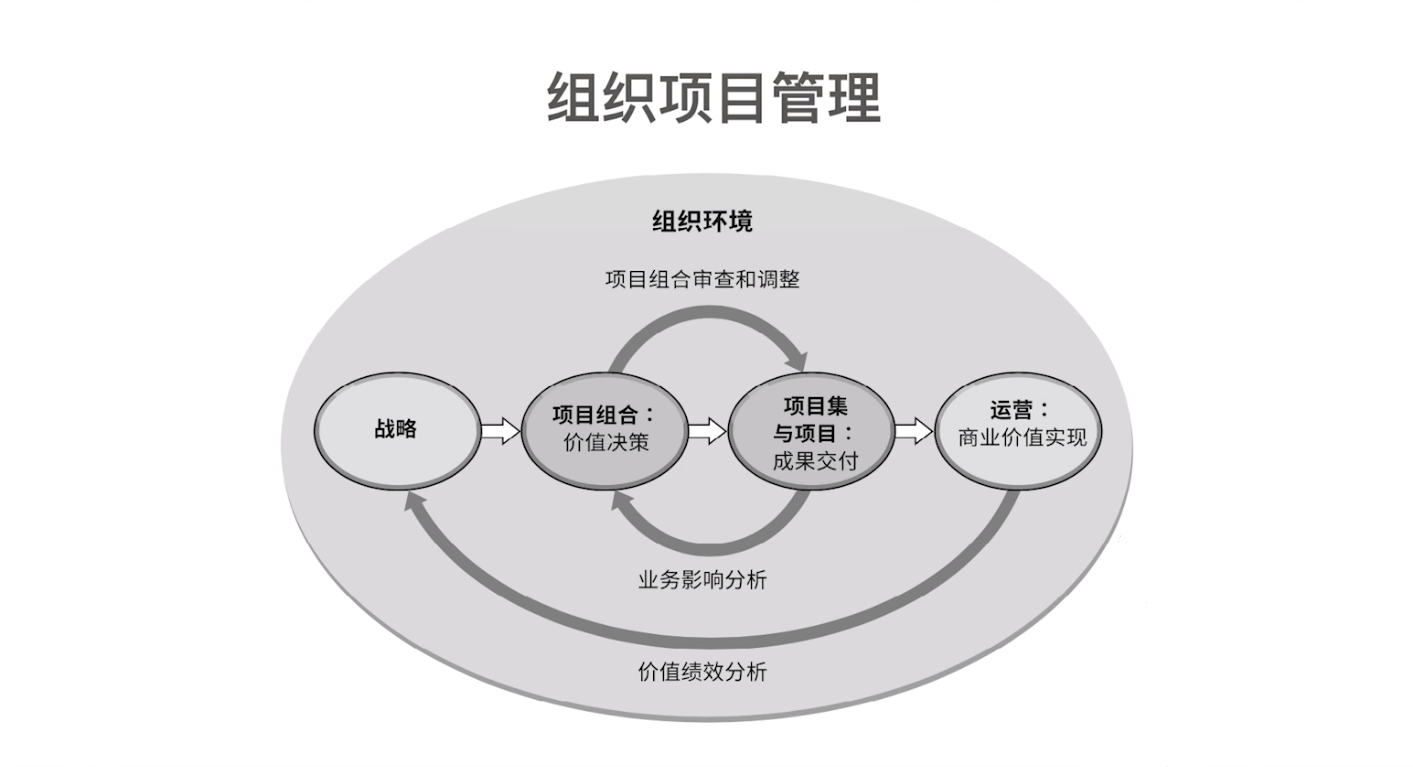 组织项目管理
组织环境
项目组合审查和调整
战略
项目组合：
价值决策
项目集
与项目：
成果交付
运营：
商业价值实现
业务影响分析
价值绩效分析